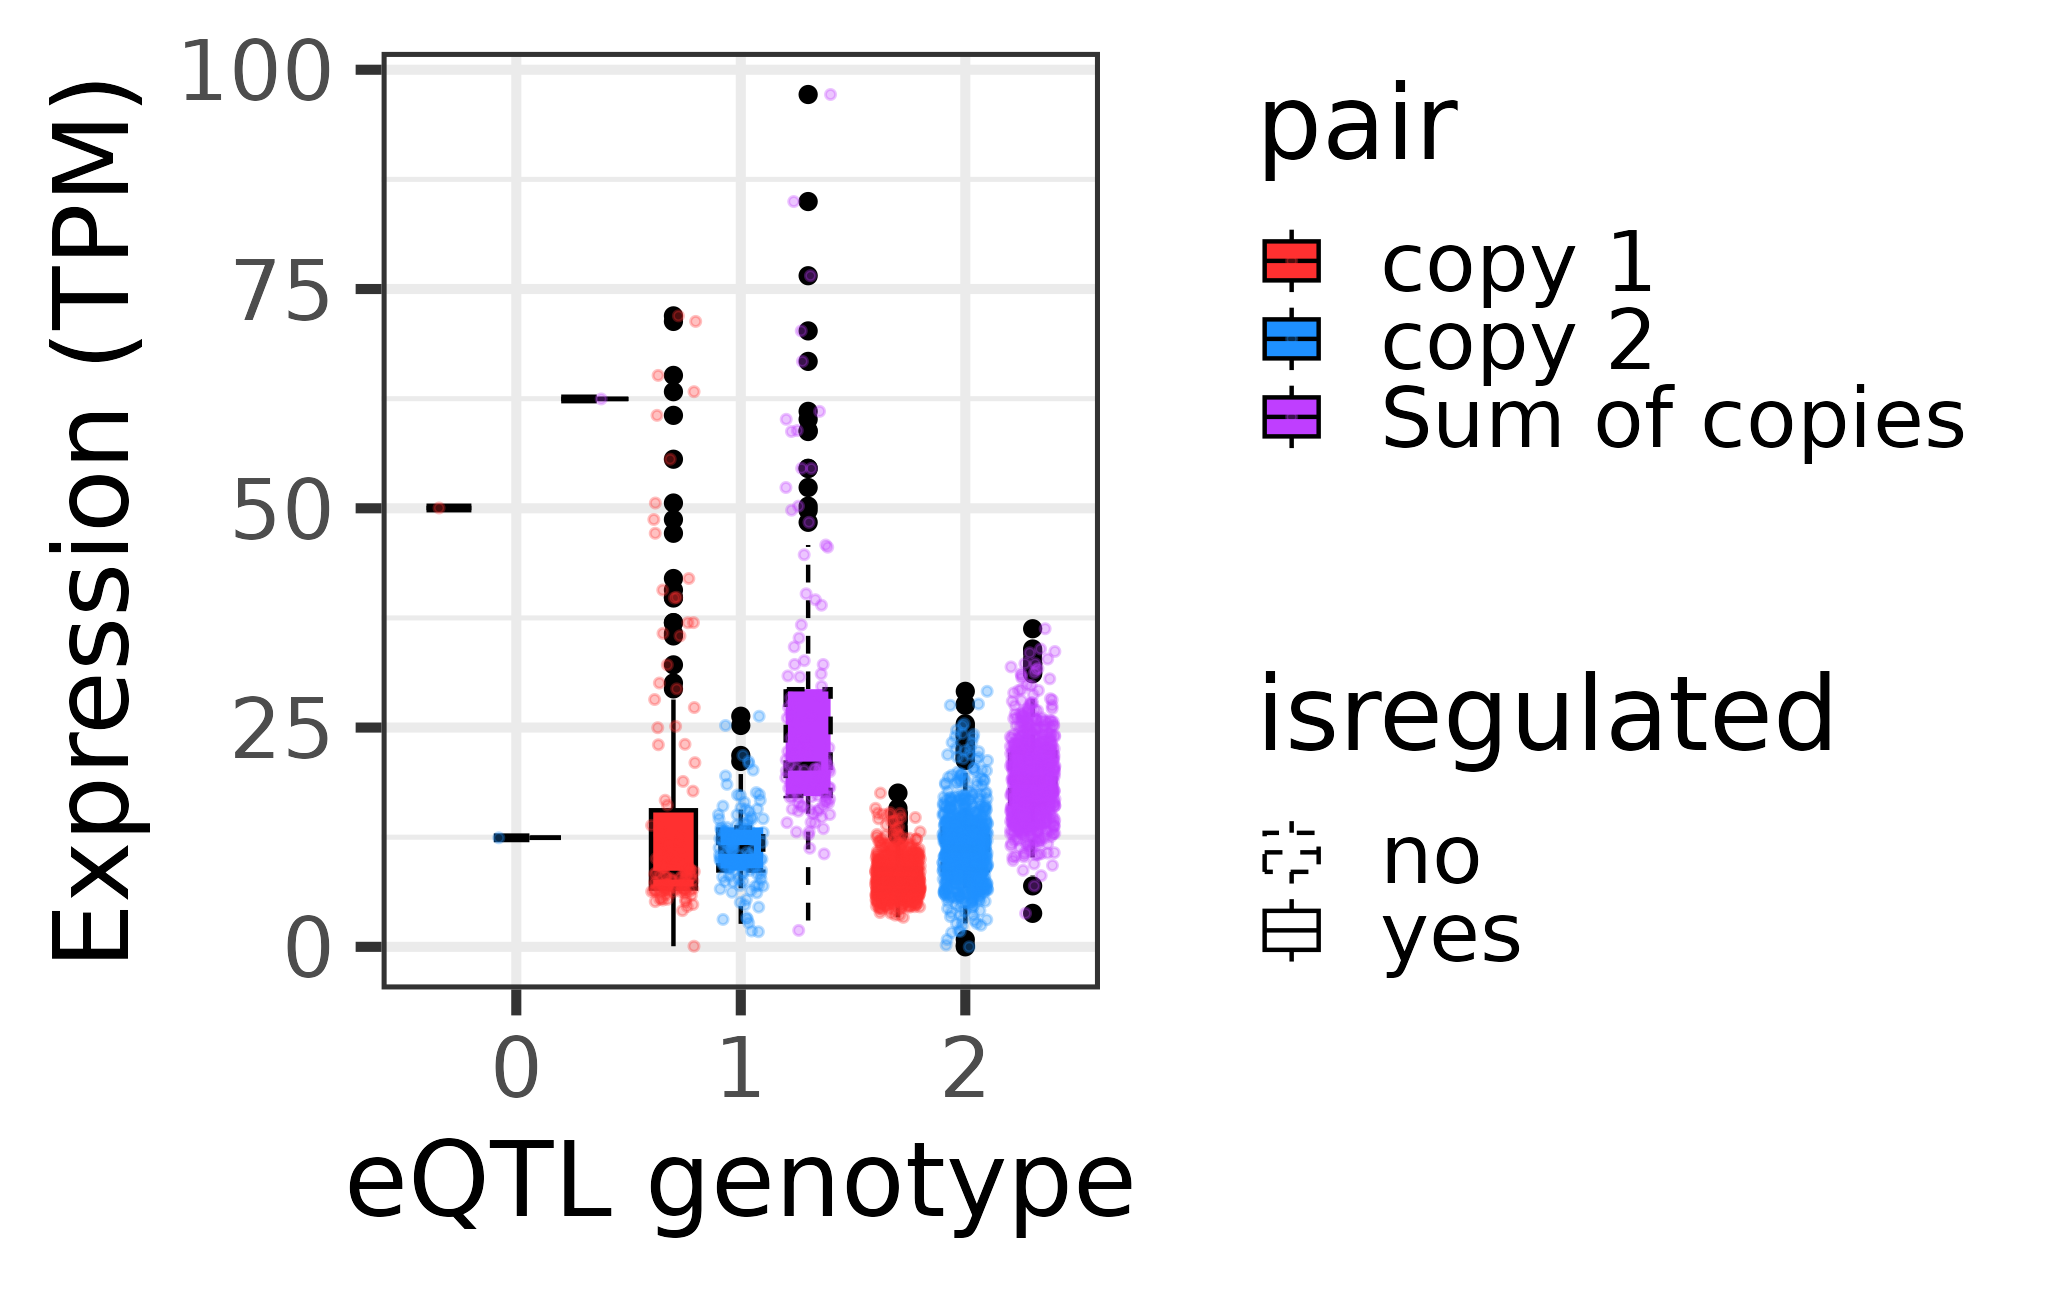 Expression (TPM)
100
75
50
25
0
0 1 2
eQTL genotype
pair
copy 1
copy 2
Sum of copies
isregulated
no
yes